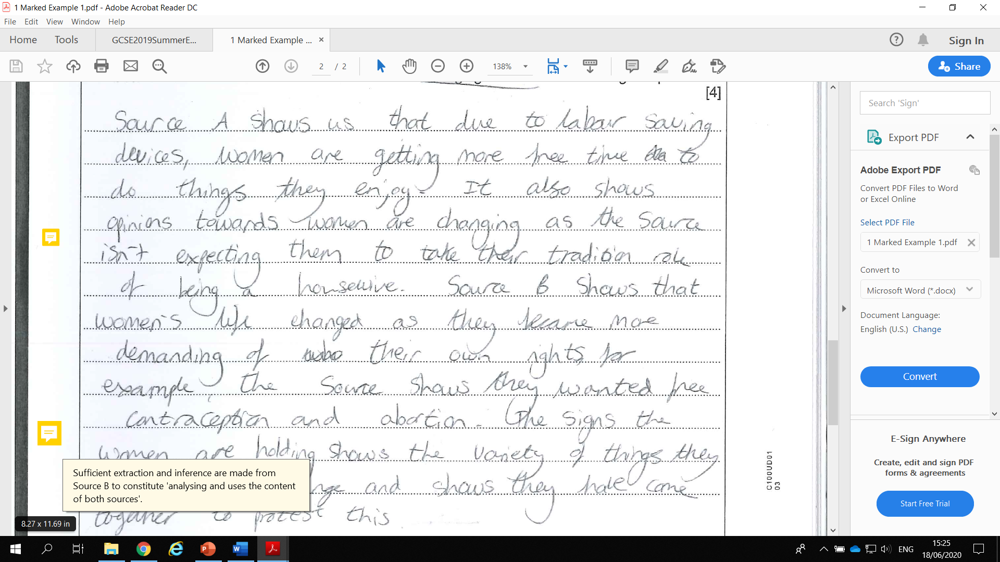 1 Marked Example 1.pdf - Adobe Acrobat Reader DC
File Edit View Window Help
Home Tools GCSE2019SummerE... 1 Marked Example ... × Sign In
2 / 2 138% Share
[4]
Source A shows us that due to labour saving
devices, women are getting more free time to
do things they enjoy. It also shows
opinions towards women are changing as the source
isn't expecting them to take their tradition role
of being a housewive. Source B shows that
women's life changed as they became more
demanding of their own rights, for
example, the source shows they wanted free
contraception and abortion. The signs the
women are holding shows the variety of things they
and shows they have come
together to protest this
Sufficient extraction and inference are made from
Source B to constitute 'analysing and uses the content
of both sources'.
8.27 x 11.69 in
C100UD01
03
Search 'Sign'
Export PDF
Adobe Export PDF
Convert PDF Files to Word
or Excel Online
Select PDF File
1 Marked Example 1.pdf
Convert to
Microsoft Word (*.docx)
Document Language:
English (U.S.) Change
Convert
E-Sign Anywhere
Create, edit and sign PDF
forms & agreements
Start Free Trial
ENG
15:25
18/06/2020